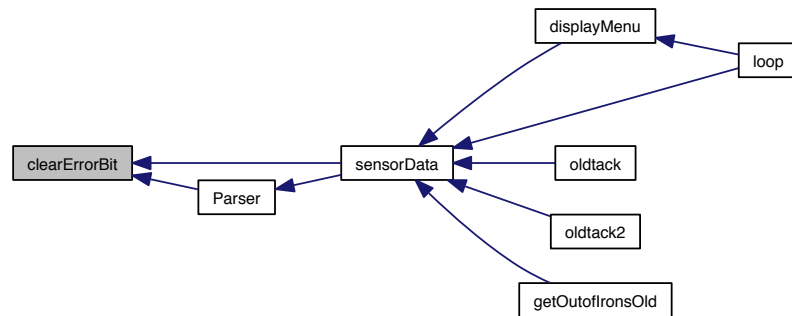 displayMenu
loop
clearErrorBit
sensorData
oldtack
Parser
oldtack2
getOutofIronsOld